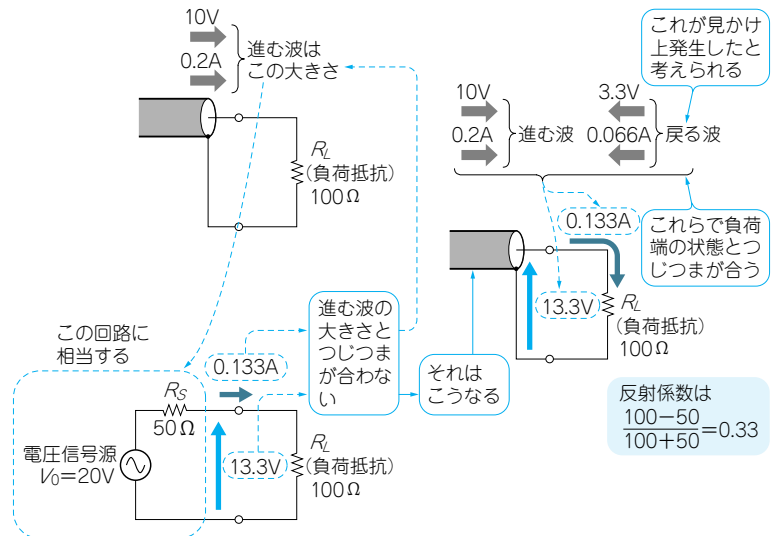 10V
0.2A
進む波は
この大きさ
R_L
(負荷抵抗)
100Ω
この回路に
相当する
R_S
50Ω
電圧信号源
V₀=20V
0.133A
13.3V
R_L
(負荷抵抗)
100Ω
進む波の
大きさと
つじつま
が合わな
い
それは
こうなる
これが見かけ
上発生したと
考えられる
10V
0.2A
進む波
3.3V
0.066A
戻る波
0.133A
13.3V
R_L
(負荷抵抗)
100Ω
これらで負荷
端の状態とつ
じつまが合う
反射係数は
100−50
100+50
=0.33